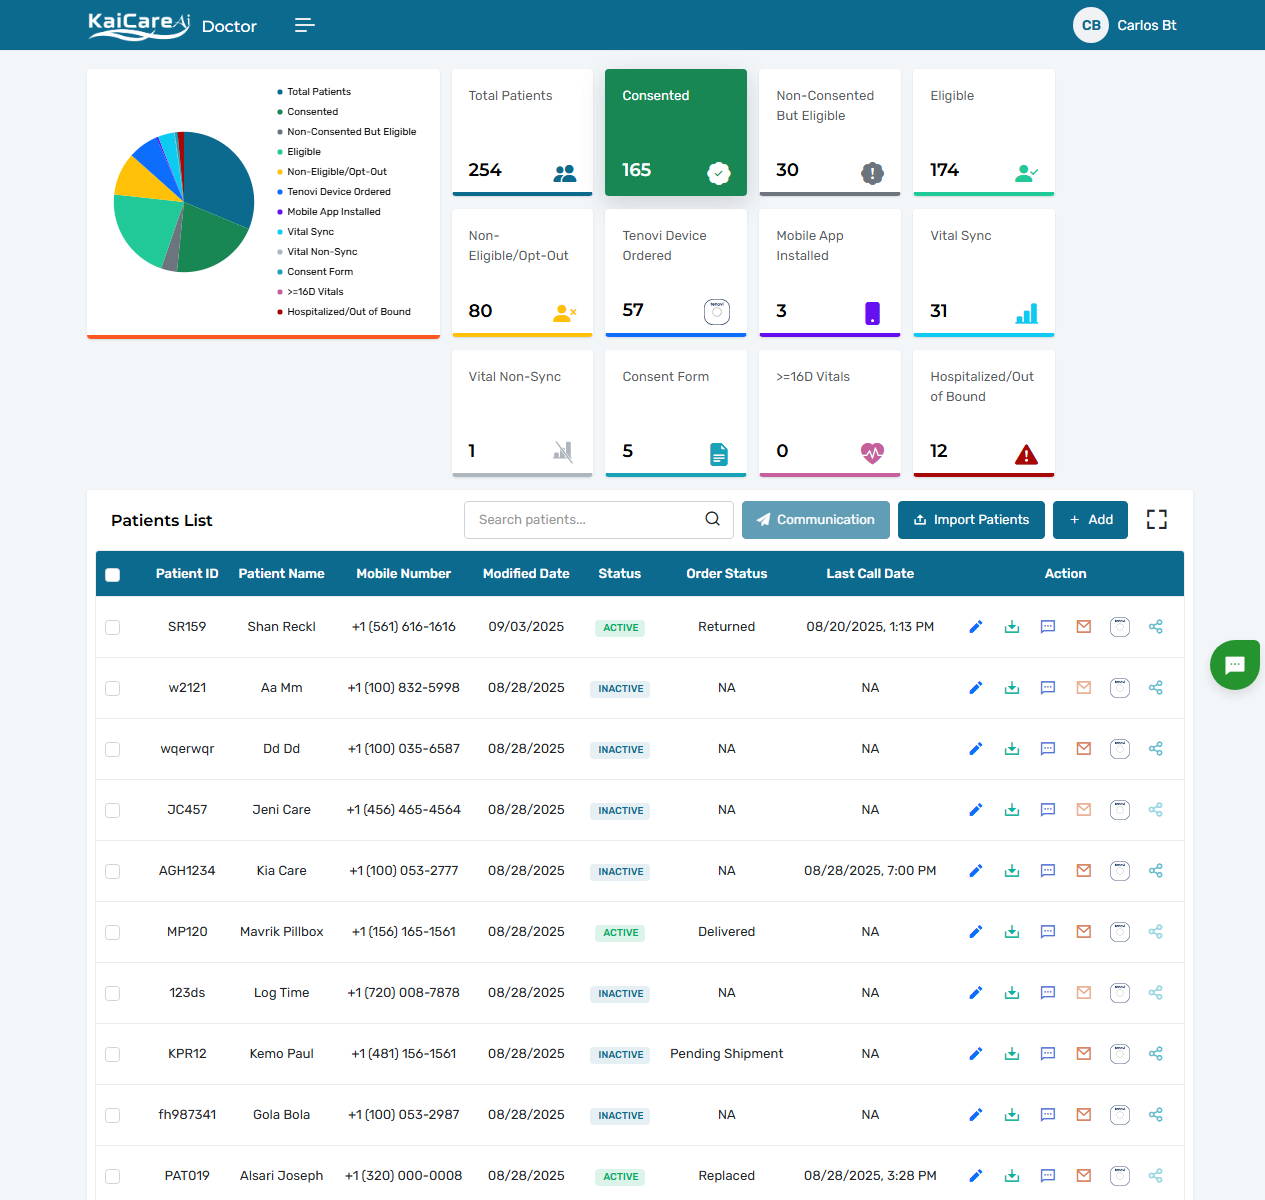 KaiCare Ai Doctor
CB Carlos Bt
Total Patients
Consented
Non-Consented But Eligible
Eligible
Non-Eligible/Opt-Out
Tenovi Device Ordered
Mobile App Installed
Vital Sync
Vital Non-Sync
Consent Form
>=16D Vitals
Hospitalized/Out of Bound
Total Patients
254
Consented
165
Non-Consented
But Eligible
30
Eligible
174
Non-
Eligible/Opt-Out
80
Tenovi Device
Ordered
57
tenovi
Mobile App
Installed
3
Vital Sync
31
Vital Non-Sync
1
Consent Form
5
>=16D Vitals
0
Hospitalized/Out
of Bound
12
Patients List
Search patients...
Communication
Import Patients
+ Add
Patient ID Patient Name Mobile Number Modified Date Status Order Status Last Call Date Action
SR159 Shan Reckl +1 (561) 616-1616 09/03/2025 ACTIVE Returned 08/20/2025, 1:13 PM
w2121 Aa Mm +1 (100) 832-5998 08/28/2025 INACTIVE NA NA
wqerwqr Dd Dd +1 (100) 035-6587 08/28/2025 INACTIVE NA NA
JC457 Jeni Care +1 (456) 465-4564 08/28/2025 INACTIVE NA NA
AGH1234 Kia Care +1 (100) 053-2777 08/28/2025 INACTIVE NA 08/28/2025, 7:00 PM
MP120 Mavrik Pillbox +1 (156) 165-1561 08/28/2025 ACTIVE Delivered NA
123ds Log Time +1 (720) 008-7878 08/28/2025 INACTIVE NA NA
KPR12 Kemo Paul +1 (481) 156-1561 08/28/2025 INACTIVE Pending Shipment NA
fh987341 Gola Bola +1 (100) 053-2987 08/28/2025 INACTIVE NA NA
PAT019 Alsari Joseph +1 (320) 000-0008 08/28/2025 ACTIVE Replaced 08/28/2025, 3:28 PM